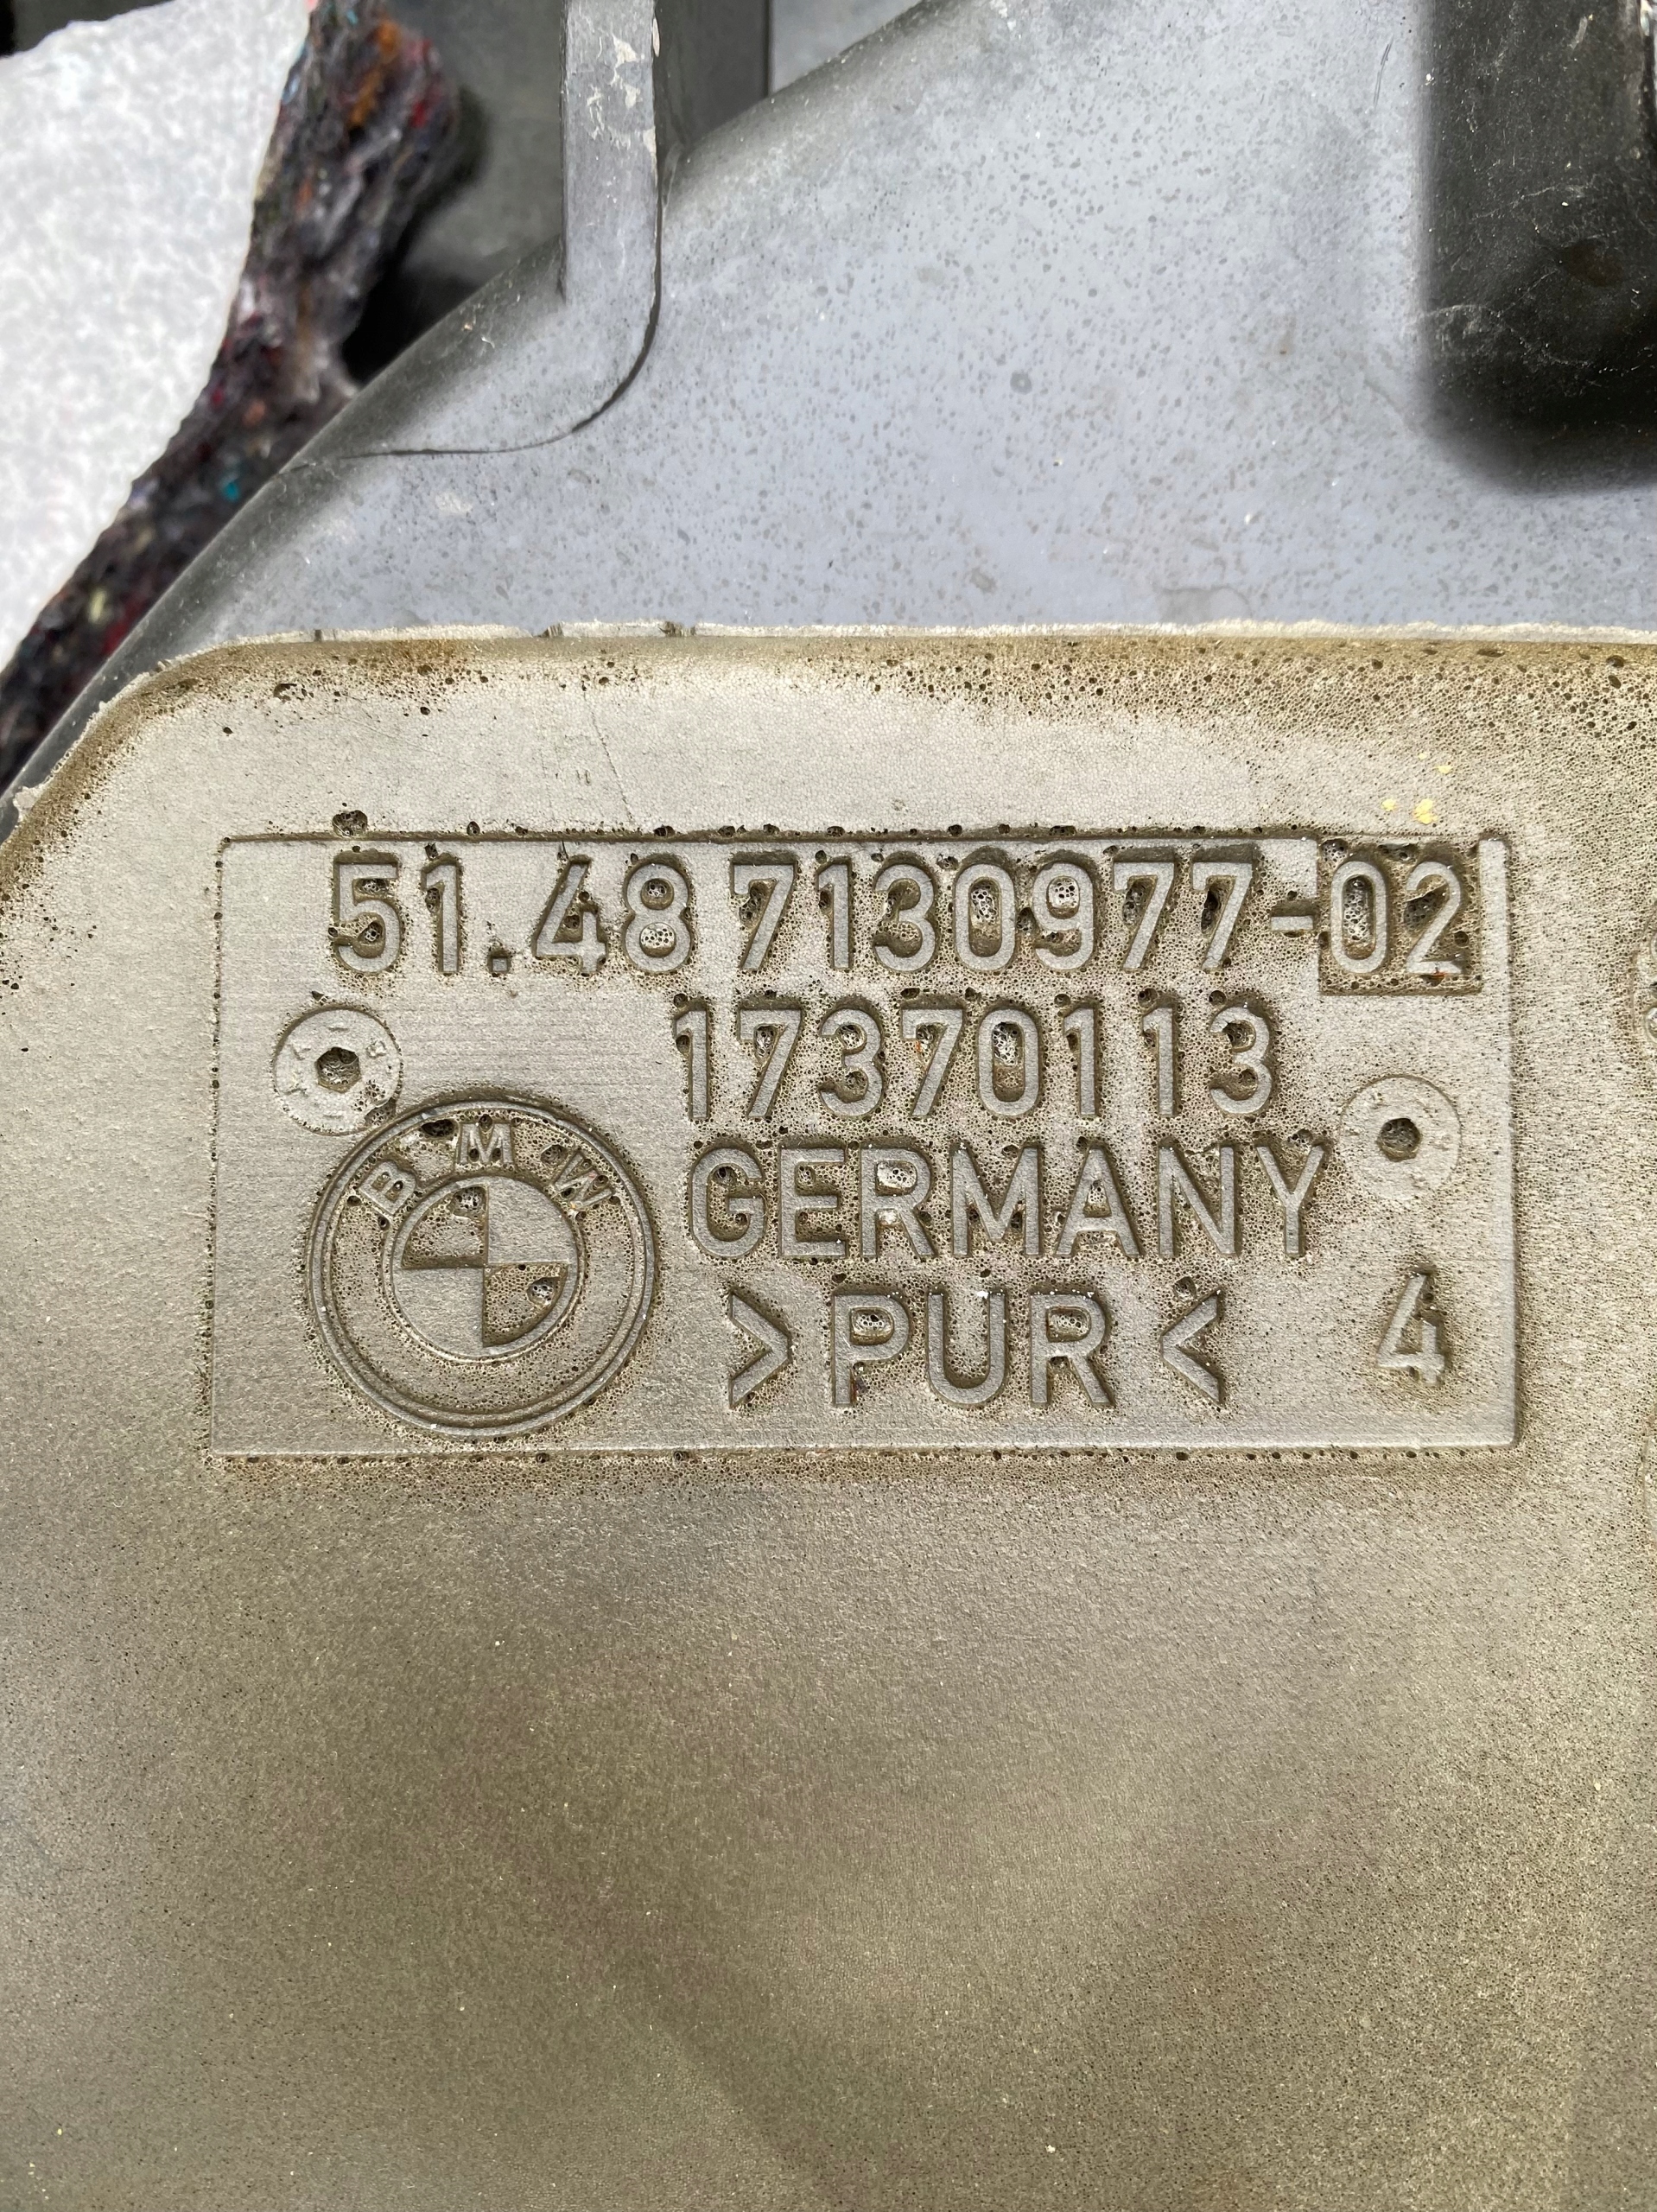 51.48 7130977-02
17370113
GERMANY
BMW
>PUR<
4